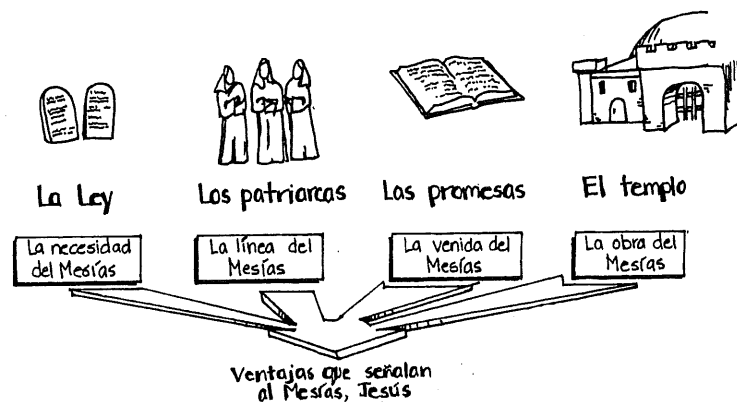 La Ley
Los patriarcas
Las promesas
El templo
La necesidad
del Mesías
La línea del
Mesías
La venida del
Mesías
La obra del
Mesías
Ventajas que señalan
al Mesías, Jesús